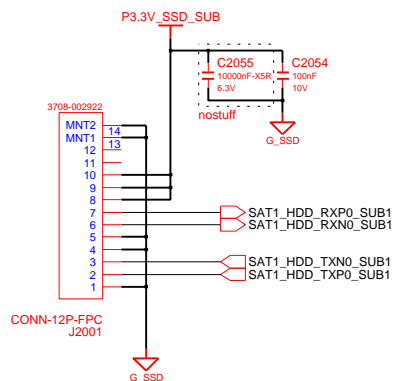 P3.3V_SSD_SUB
C2055
10000nF-X5R
6.3V
nostuff
C2054
100nF
10V
G_SSD
3708-002922
MNT2
14
MNT1
13
12
11
10
9
8
7 SAT1_HDD_RXP0_SUB1
6 SAT1_HDD_RXN0_SUB1
5
4
3 SAT1_HDD_TXN0_SUB1
2 SAT1_HDD_TXP0_SUB1
1
CONN-12P-FPC
J2001
G_SSD